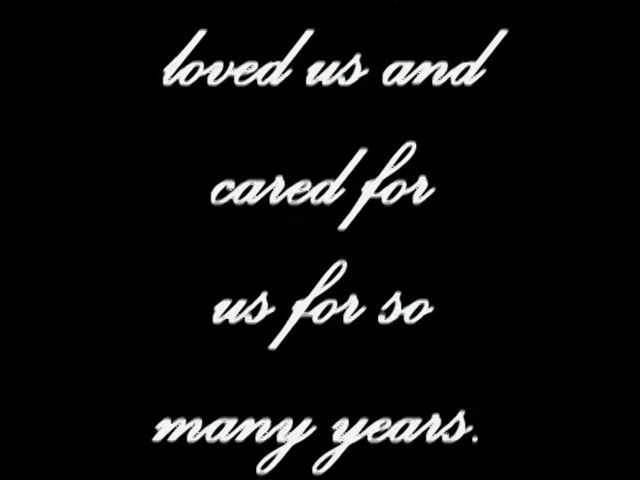 loved us and
cared for
us for so
many years.